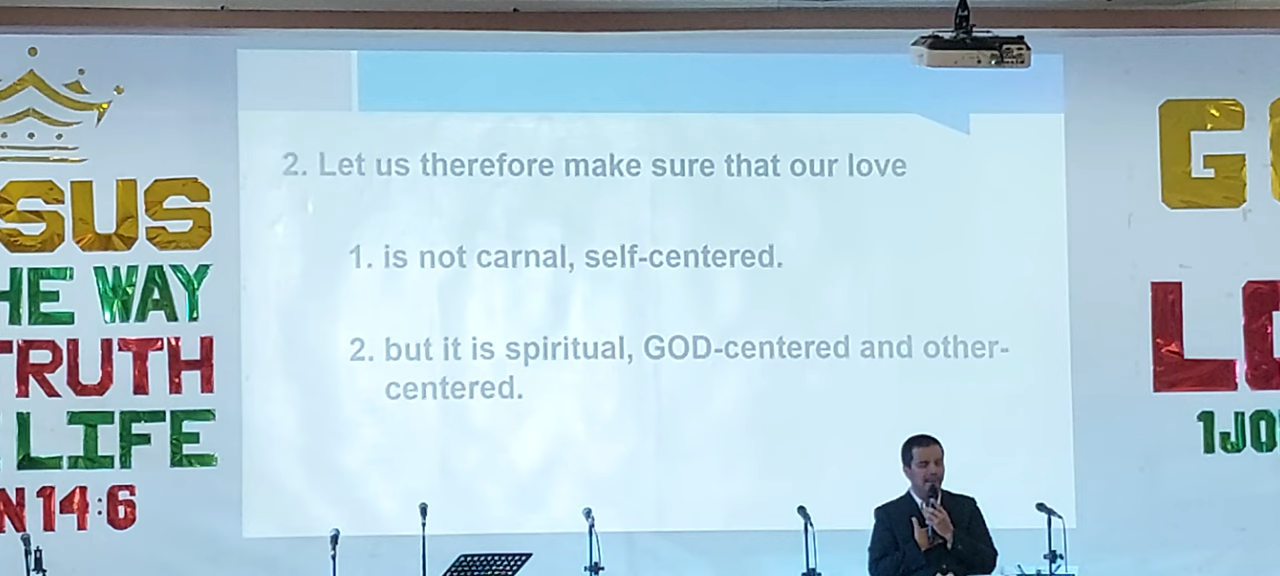 SUS
HE WAY
TRUTH
LIFE
N 14:6
2. Let us therefore make sure that our love
1. is not carnal, self-centered.
2. but it is spiritual, GOD-centered and other-
centered.
G
LO
1JO